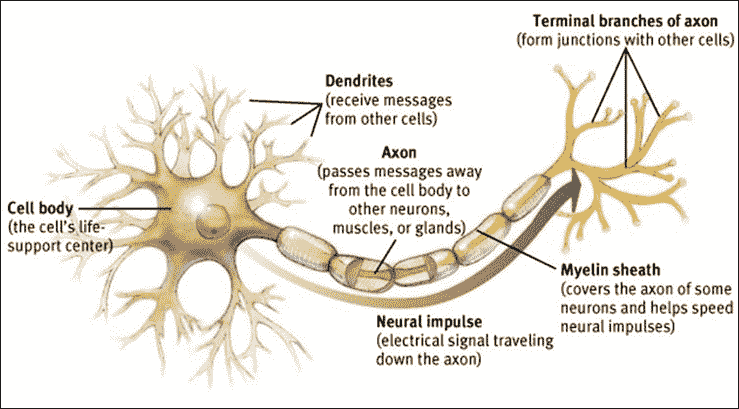 Terminal branches of axon
(form junctions with other cells)
Dendrites
(receive messages
from other cells)
Axon
(passes messages away
from the cell body to
other neurons,
muscles, or glands)
Cell body
(the cell's life-
support center)
Myelin sheath
(covers the axon of some
neurons and helps speed
neural impulses)
Neural impulse
(electrical signal traveling
down the axon)